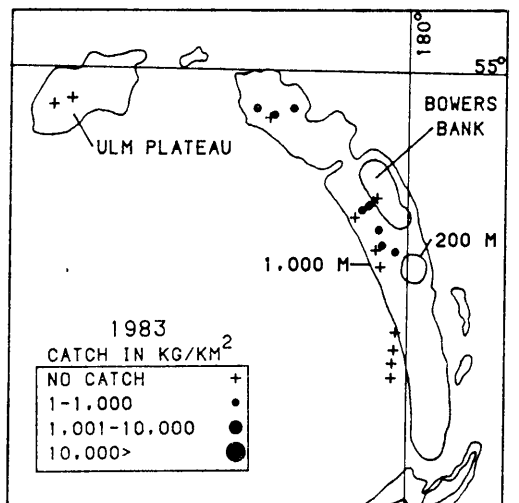 180°
55°
BOWERS
BANK
ULM PLATEAU
200 M
1,000 M
1983
CATCH IN KG/KM²
NO CATCH +
1-1,000
1,001-10,000
10,000>